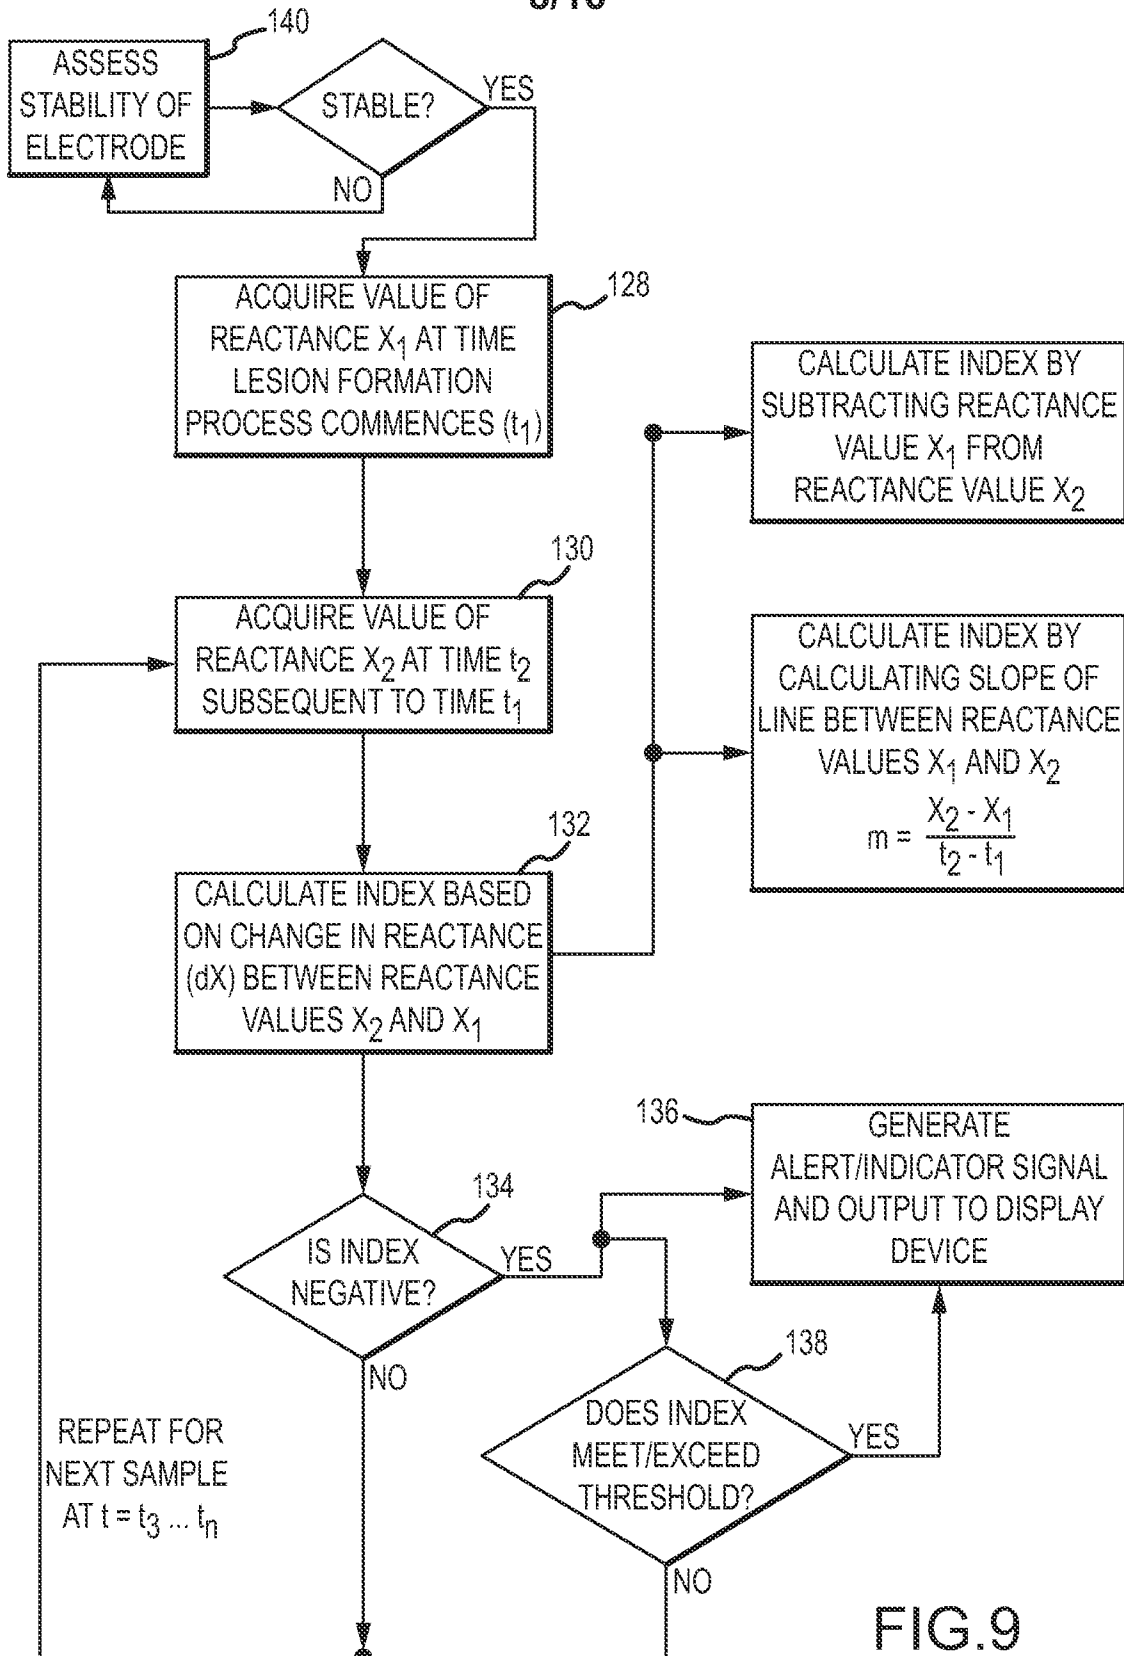 140
ASSESS
STABILITY OF
ELECTRODE
STABLE?
YES
NO
128
ACQUIRE VALUE OF
REACTANCE X1 AT TIME
LESION FORMATION
PROCESS COMMENCES (t1)
CALCULATE INDEX BY
SUBTRACTING REACTANCE
VALUE X1 FROM
REACTANCE VALUE X2
130
ACQUIRE VALUE OF
REACTANCE X2 AT TIME t2
SUBSEQUENT TO TIME t1
CALCULATE INDEX BY
CALCULATING SLOPE OF
LINE BETWEEN REACTANCE
VALUES X1 AND X2
m = X2 - X1
t2 - t1
132
CALCULATE INDEX BASED
ON CHANGE IN REACTANCE
(dX) BETWEEN REACTANCE
VALUES X2 AND X1
134
IS INDEX
NEGATIVE?
YES
NO
136
GENERATE
ALERT/INDICATOR SIGNAL
AND OUTPUT TO DISPLAY
DEVICE
138
DOES INDEX
MEET/EXCEED
THRESHOLD?
YES
NO
REPEAT FOR
NEXT SAMPLE
AT t = t3 ... tn
FIG.9